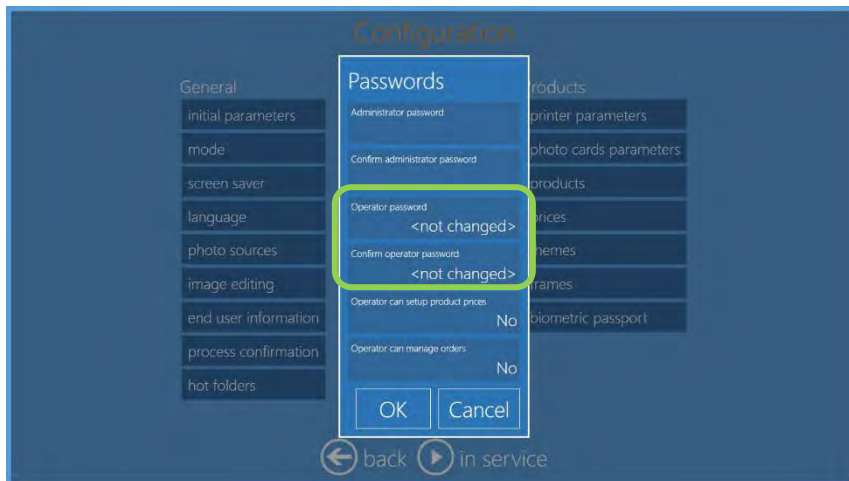 Configuration
General
initial parameters
mode
screen saver
language
photo sources
image editing
end user information
process confirmation
hot folders
Passwords
Administrator password
Confirm administrator password
Operator password
<not changed>
Confirm operator password
<not changed>
Operator can setup product prices
No
Operator can manage orders
No
OK Cancel
roducts
printer parameters
photo cards parameters
products
prices
hemes
frames
biometric passport
back in service